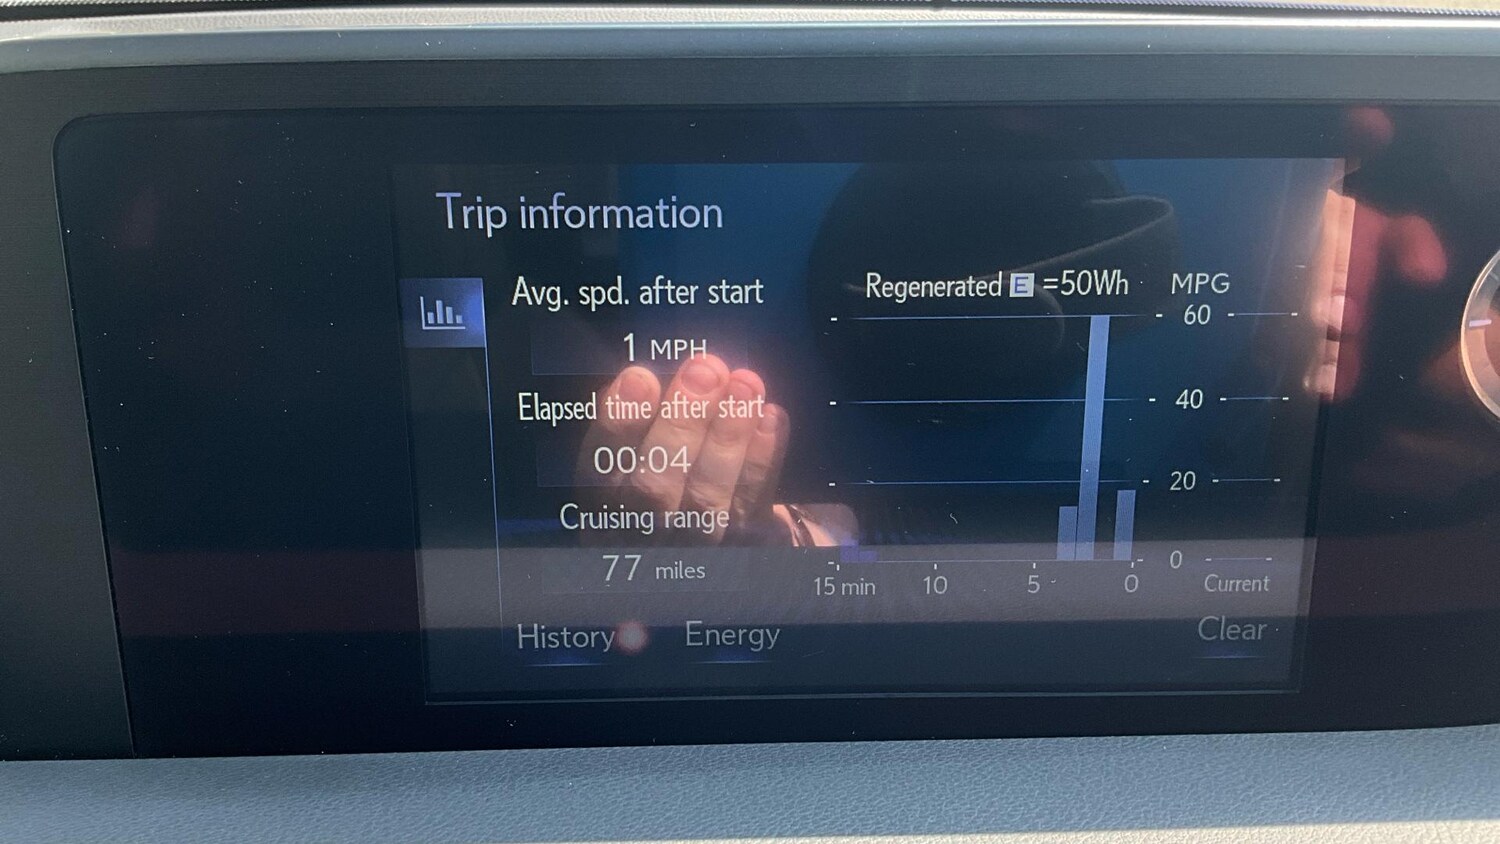 Trip information
Avg. spd. after start
1 MPH
Elapsed time after start
00:04
Cruising range
77 miles
Regenerated E =50Wh
MPG
60
40
20
0
15 min 10 5 0 Current
History Energy Clear